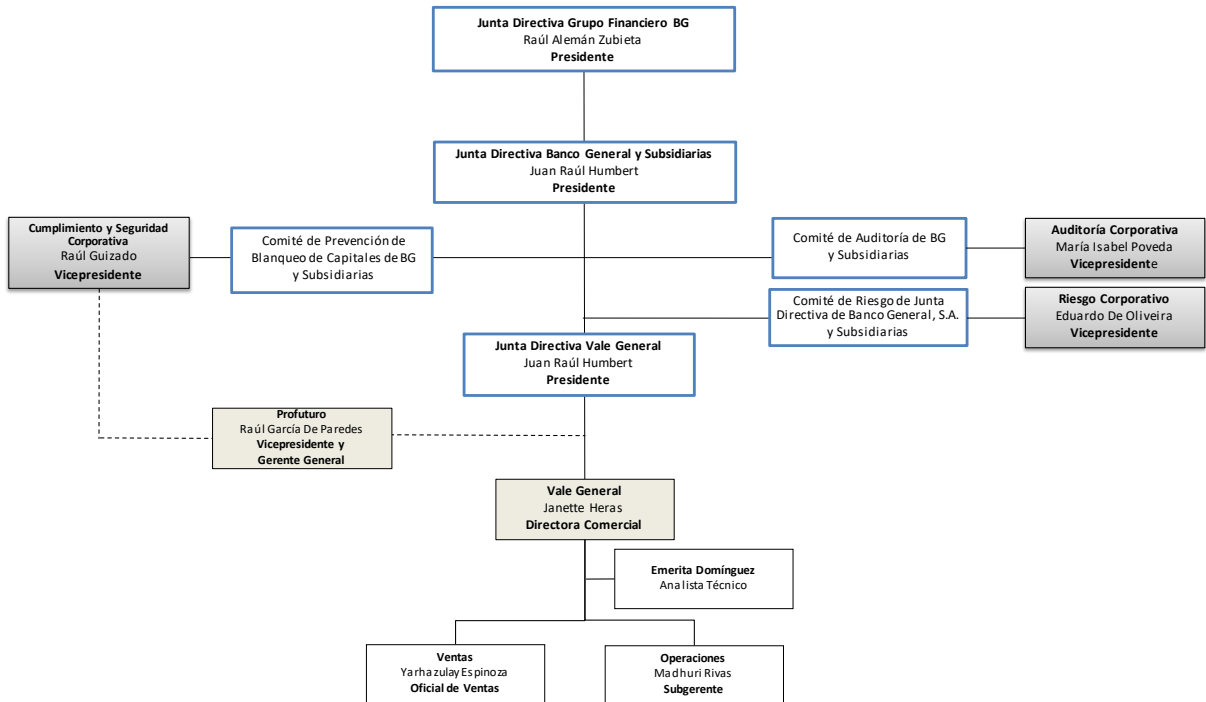 Junta Directiva Grupo Financiero BG
Raúl Alemán Zubieta
Presidente
Junta Directiva Banco General y Subsidiarias
Juan Raúl Humbert
Presidente
Cumplimiento y Seguridad
Corporativa
Raúl Guizado
Vicepresidente
Comité de Prevención de
Blanqueo de Capitales de BG
y Subsidiarias
Comité de Auditoría de BG
y Subsidiarias
Auditoría Corporativa
María Isabel Poveda
Vicepresidente
Comité de Riesgo de Junta
Directiva de Banco General, S.A.
y Subsidiarias
Riesgo Corporativo
Eduardo De Oliveira
Vicepresidente
Junta Directiva Vale General
Juan Raúl Humbert
Presidente
Profuturo
Raúl García De Paredes
Vicepresidente y
Gerente General
Vale General
Janette Heras
Directora Comercial
Emerita Domínguez
Analista Técnico
Ventas
Yarhazulay Espinoza
Oficial de Ventas
Operaciones
Madhuri Rivas
Subgerente